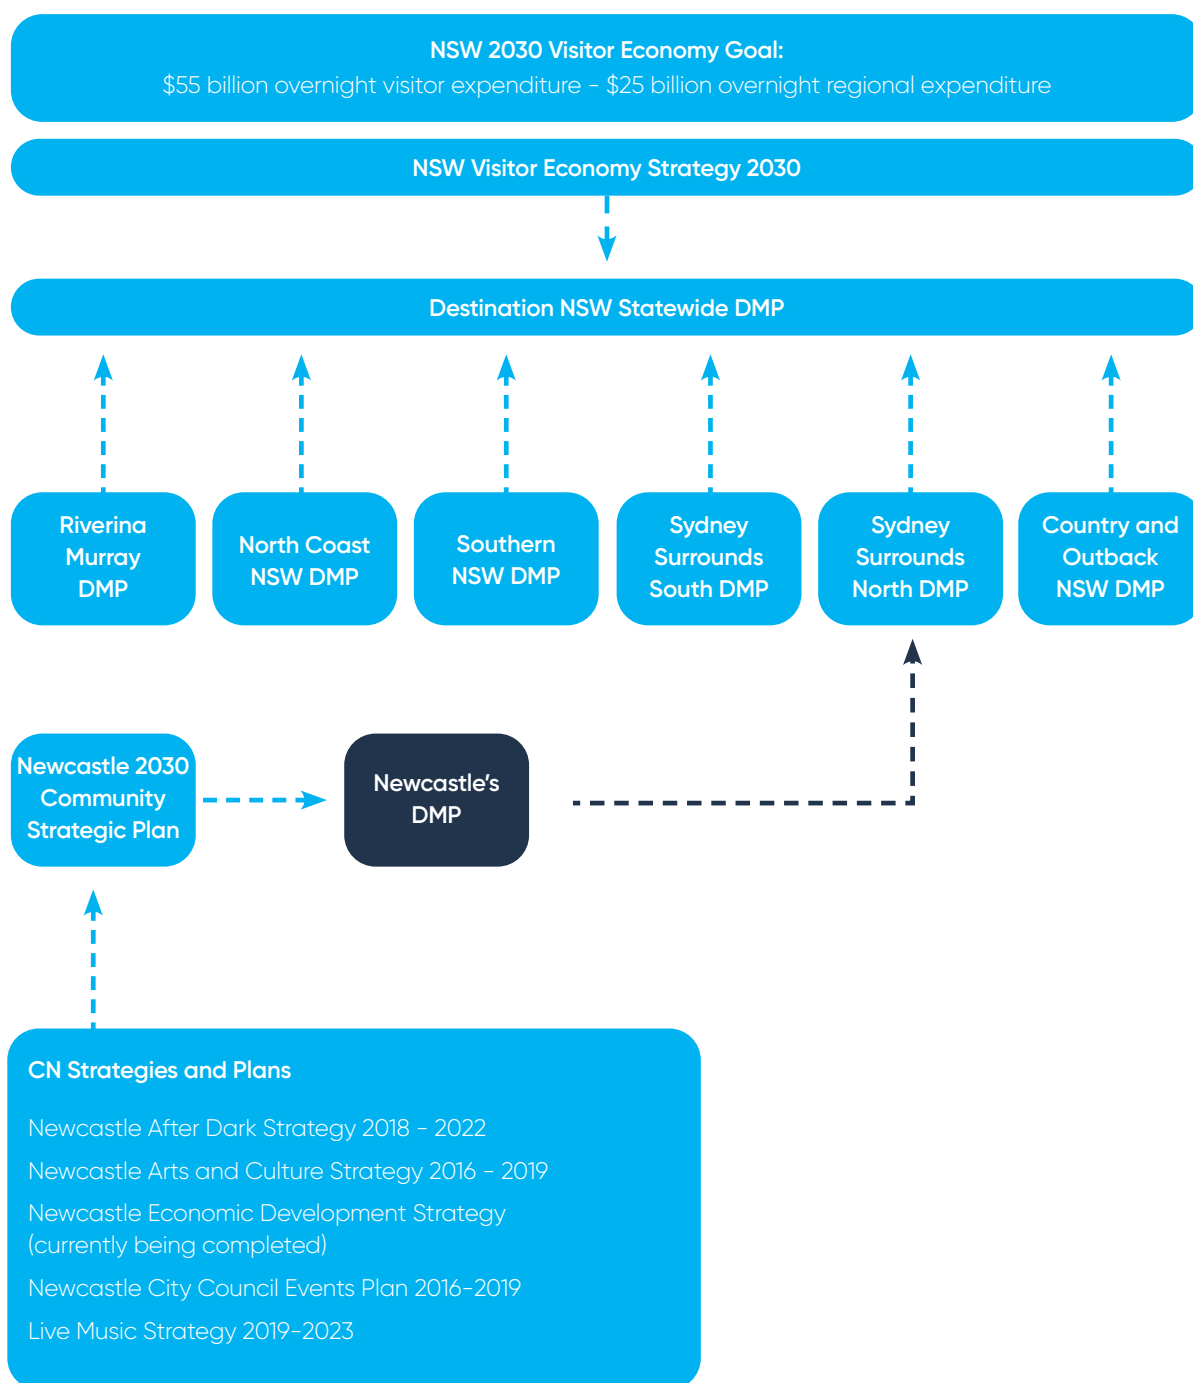 NSW 2030 Visitor Economy Goal:
$55 billion overnight visitor expenditure - $25 billion overnight regional expenditure
NSW Visitor Economy Strategy 2030
Destination NSW Statewide DMP
Riverina
Murray
DMP
North Coast
NSW DMP
Southern
NSW DMP
Sydney
Surrounds
South DMP
Sydney
Surrounds
North DMP
Country and
Outback
NSW DMP
Newcastle 2030
Community
Strategic Plan
Newcastle's
DMP
CN Strategies and Plans
Newcastle After Dark Strategy 2018 - 2022
Newcastle Arts and Culture Strategy 2016 - 2019
Newcastle Economic Development Strategy
(currently being completed)
Newcastle City Council Events Plan 2016-2019
Live Music Strategy 2019-2023